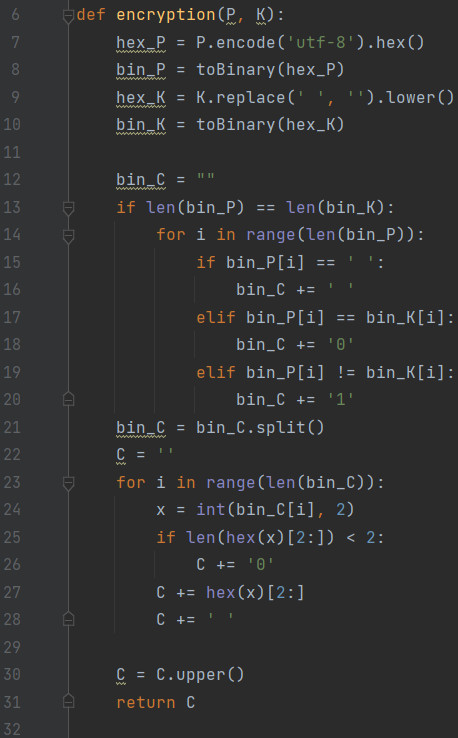 6 def encryption(P, K):
7     hex_P = P.encode('utf-8').hex()
8     bin_P = toBinary(hex_P)
9     hex_K = K.replace(' ', '').lower()
10     bin_K = toBinary(hex_K)
11
12     bin_C = ""
13     if len(bin_P) == len(bin_K):
14         for i in range(len(bin_P)):
15             if bin_P[i] == ' ':
16                 bin_C += ' '
17             elif bin_P[i] == bin_K[i]:
18                 bin_C += '0'
19             elif bin_P[i] != bin_K[i]:
20                 bin_C += '1'
21     bin_C = bin_C.split()
22     C = ''
23     for i in range(len(bin_C)):
24         x = int(bin_C[i], 2)
25         if len(hex(x)[2:]) < 2:
26             C += '0'
27         C += hex(x)[2:]
28         C += ' '
29
30     C = C.upper()
31     return C
32